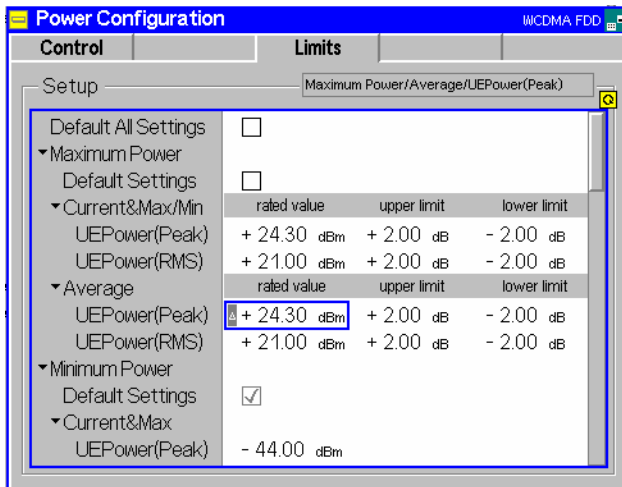 Power Configuration WCDMA FDD
Control Limits
Setup Maximum Power/Average/UEPower(Peak)
Default All Settings
Maximum Power
Default Settings
Current&Max/Min rated value upper limit lower limit
UEPower(Peak) + 24.30 dBm + 2.00 dB - 2.00 dB
UEPower(RMS) + 21.00 dBm + 2.00 dB - 2.00 dB
Average rated value upper limit lower limit
UEPower(Peak) + 24.30 dBm + 2.00 dB - 2.00 dB
UEPower(RMS) + 21.00 dBm + 2.00 dB - 2.00 dB
Minimum Power
Default Settings
Current&Max
UEPower(Peak) - 44.00 dBm